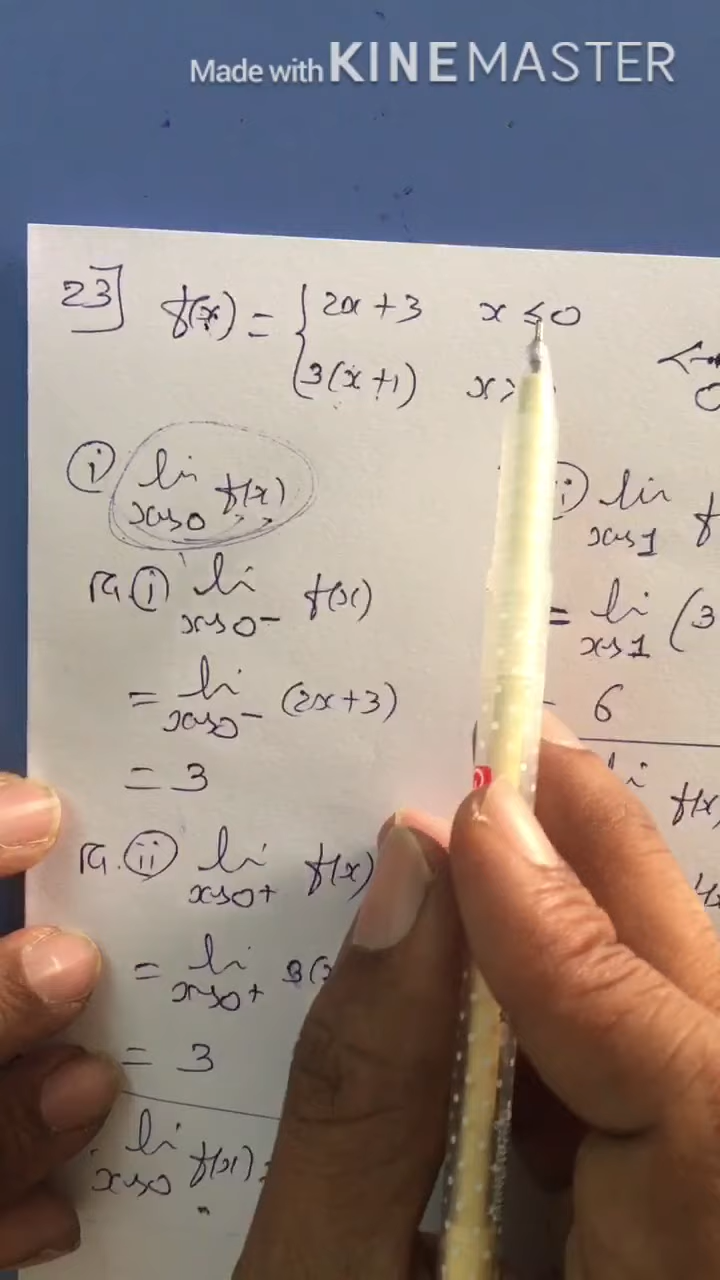 Made with KINEMASTER
23] f(x) = { 2x + 3 x ≤ 0
3(x + 1) x >
(i) lim x→0 f(x)
(i) lim x→0⁻ f(x)
= lim x→0⁻ (2x + 3)
= 3
(ii) lim x→0⁺ f(x)
= lim x→0⁺ 3(
= 3
lim x→0 f(x) =
lim x→1 f
= lim x→1 (3
= 6
f(x)